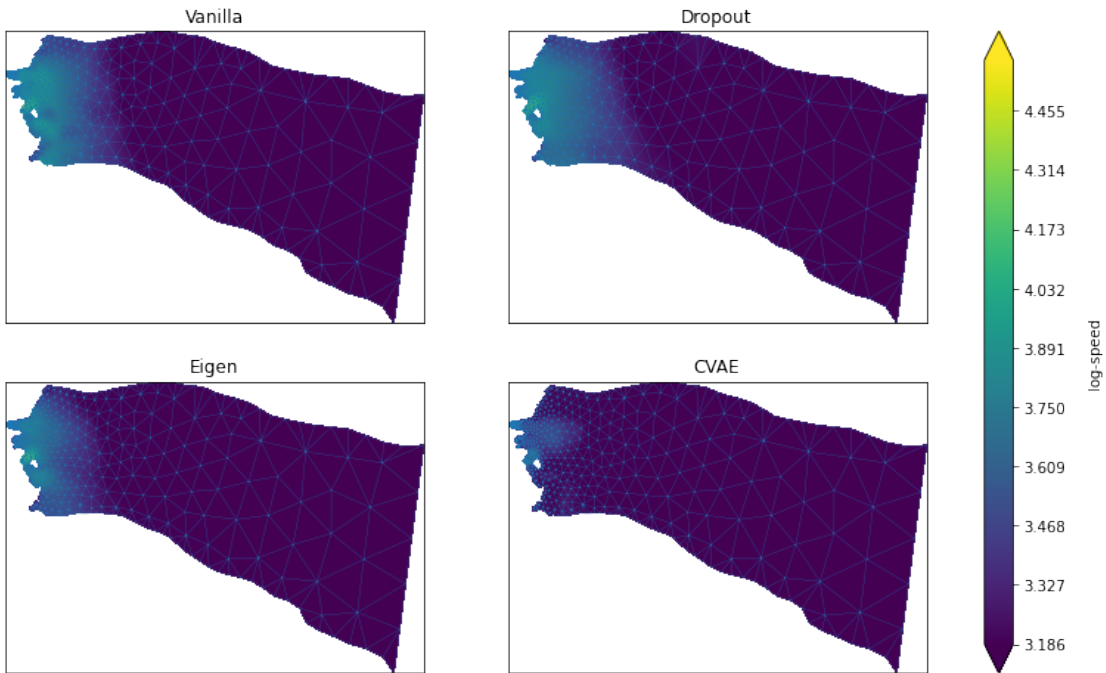 Vanilla
Dropout
Eigen
CVAE
4.455
4.314
4.173
4.032
3.891
3.750
3.609
3.468
3.327
3.186
log-speed